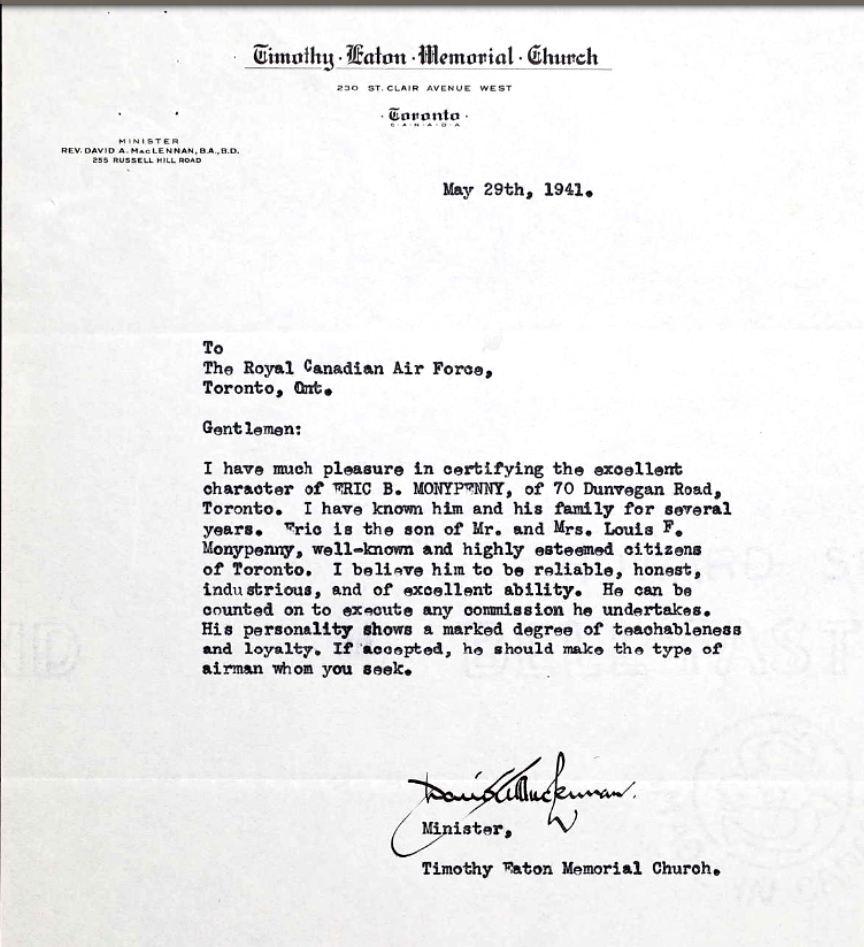 Timothy · Eaton · Memorial · Church
230 ST. CLAIR AVENUE WEST
· Toronto ·
C·A·N·A·D·A
MINISTER
REV. DAVID A. MacLENNAN, B.A., B.D.
255 RUSSELL HILL ROAD
May 29th, 1941.
To
The Royal Canadian Air Force,
Toronto, Ont.
Gentlemen:
I have much pleasure in certifying the excellent
character of ERIC B. MONYPENNY, of 70 Dunvegan Road,
Toronto. I have known him and his family for several
years. Eric is the son of Mr. and Mrs. Louis F.
Monypenny, well-known and highly esteemed citizens
of Toronto. I believe him to be reliable, honest,
industrious, and of excellent ability. He can be
counted on to execute any commission he undertakes.
His personality shows a marked degree of teachableness
and loyalty. If accepted, he should make the type of
airman whom you seek.
David A. MacLennan.
Minister,
Timothy Eaton Memorial Church.